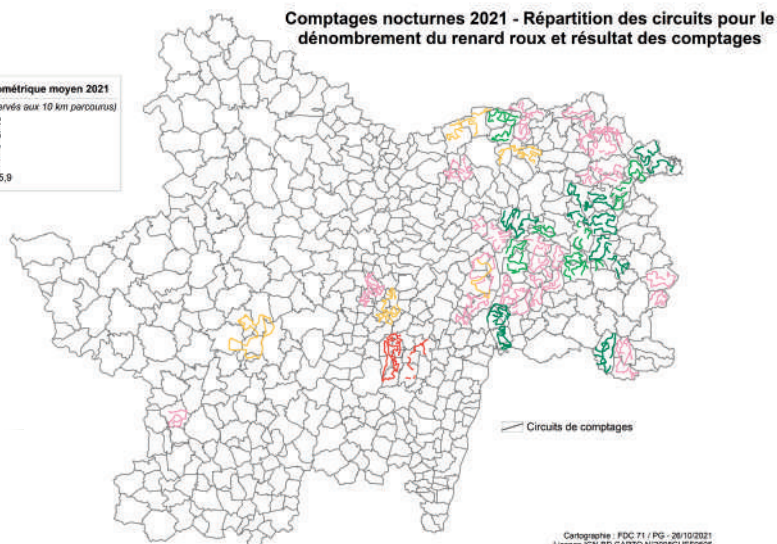 Comptages nocturnes 2021 - Répartition des circuits pour le
dénombrement du renard roux et résultat des comptages
ométrique moyen 2021
ervés aux 10 km parcourus)
5,9
Circuits de comptages
Cartographie : FDC 71 / PG - 26/10/2021